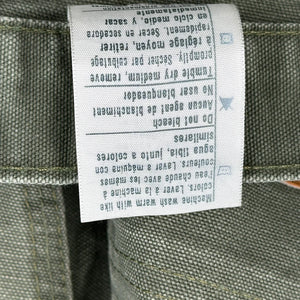 Machine wash warm with like
colors. Laver à la machine à
l'eau chaude avec les mêmes
couleurs. Lavar a máquina con
agua tibia, junto a colores
similares
Do not bleach
Aucun agent de blanchiment
No usar blanqueador
Tumble dry medium, remove
promptly. Sécher par culbutage
à réglage moyen, retirer
rapidement. Secar en secadora
en ciclo medio, y sacar
inmediatamente